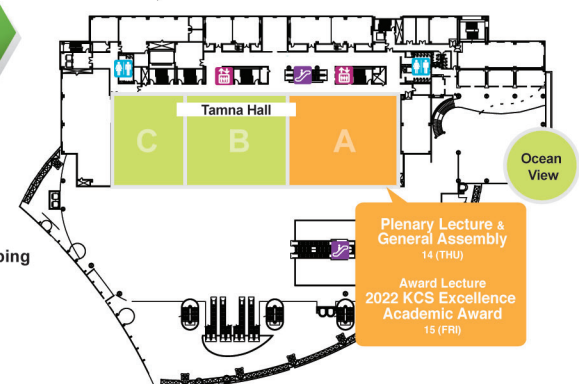 Tamna Hall
C
B
A
Ocean
View
Plenary Lecture &
General Assembly
14 (THU)
Award Lecture
2022 KCS Excellence
Academic Award
15 (FRI)